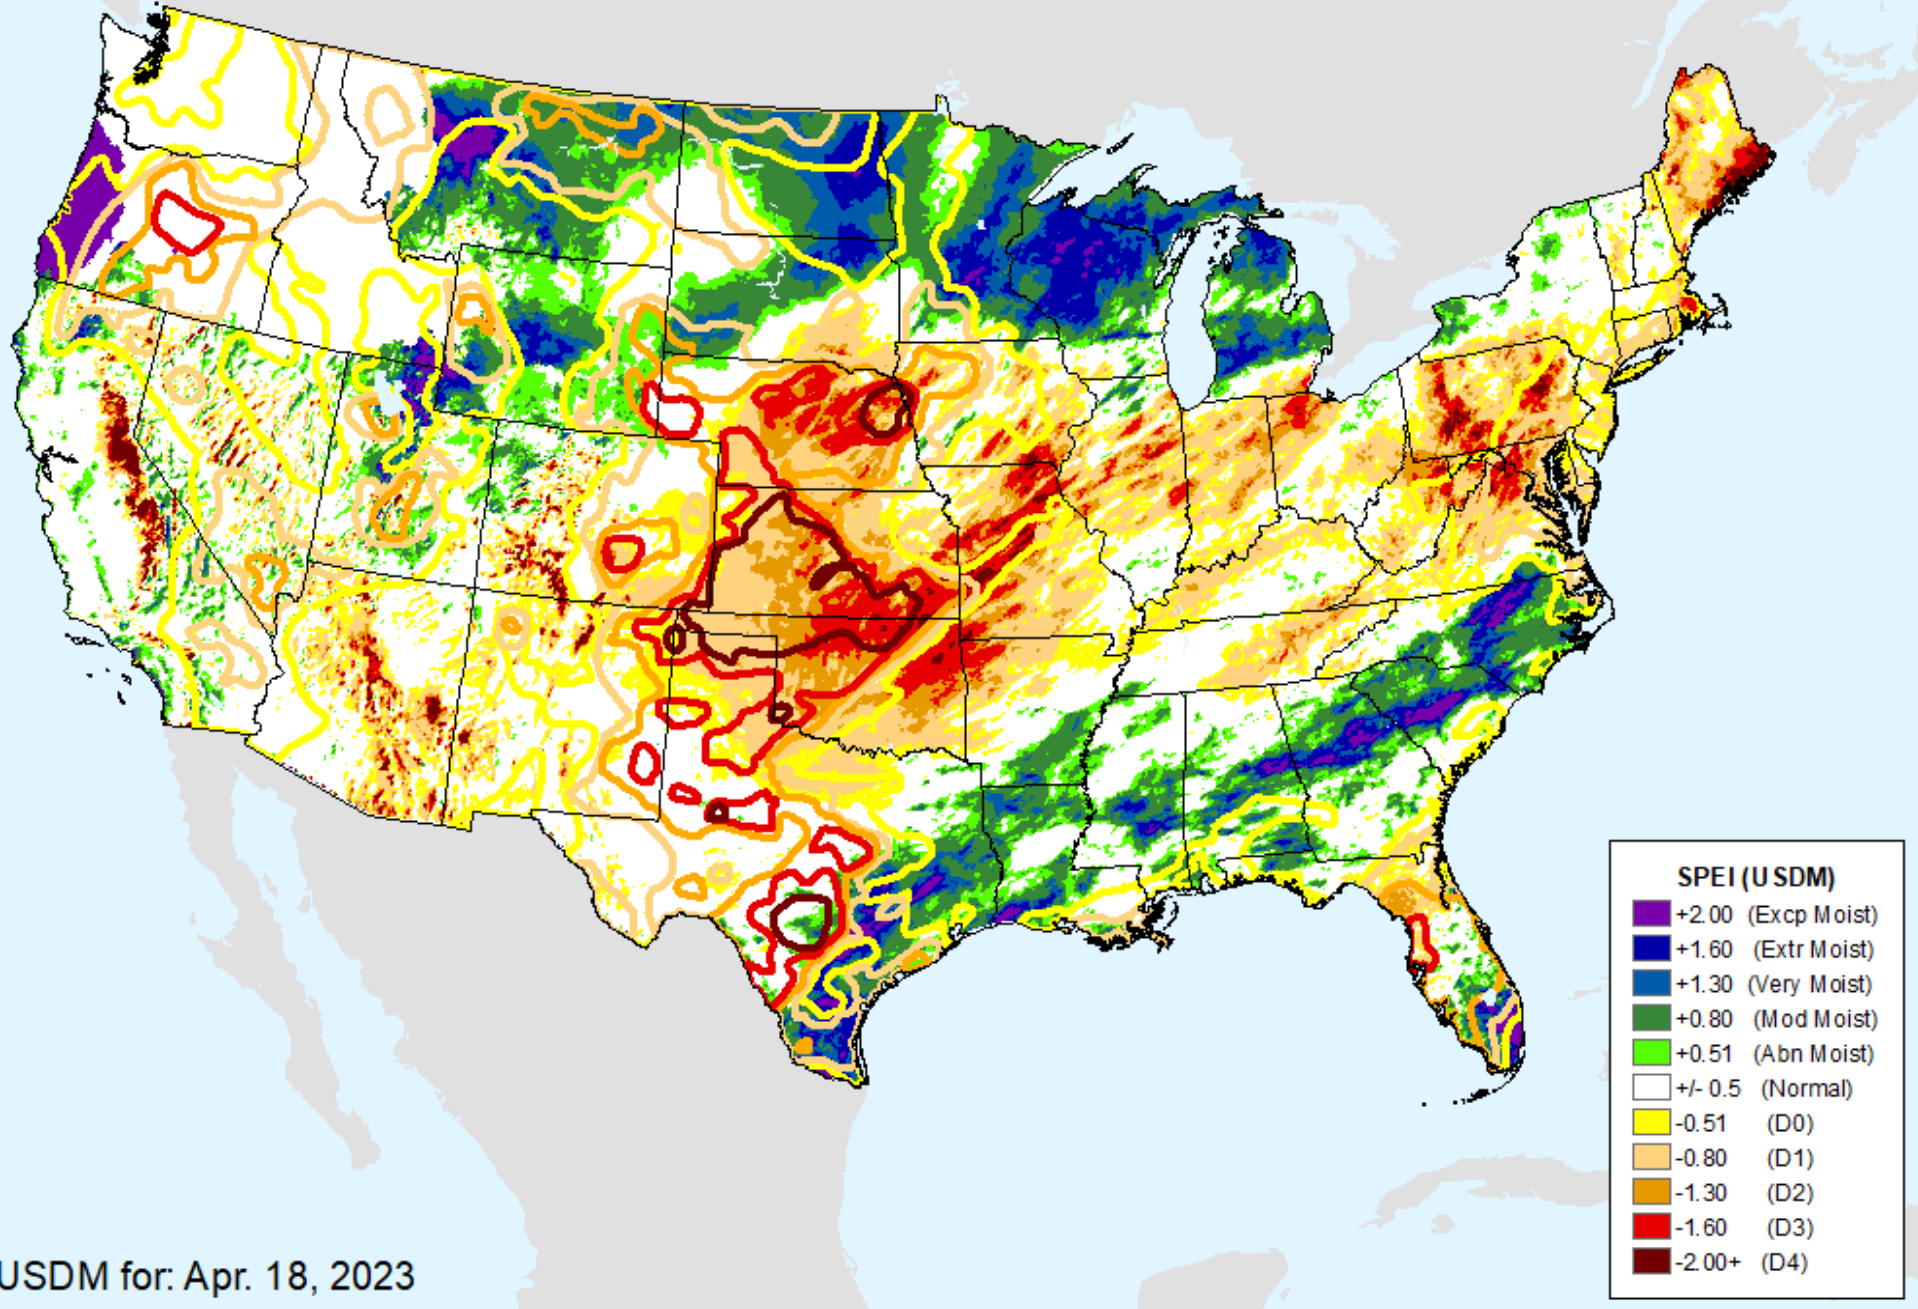 SPEI (USDM)
+2.00 (Excp Moist)
+1.60 (Extr Moist)
+1.30 (Very Moist)
+0.80 (Mod Moist)
+0.51 (Abn Moist)
+/- 0.5 (Normal)
-0.51 (D0)
-0.80 (D1)
-1.30 (D2)
-1.60 (D3)
-2.00+ (D4)
USDM for: Apr. 18, 2023